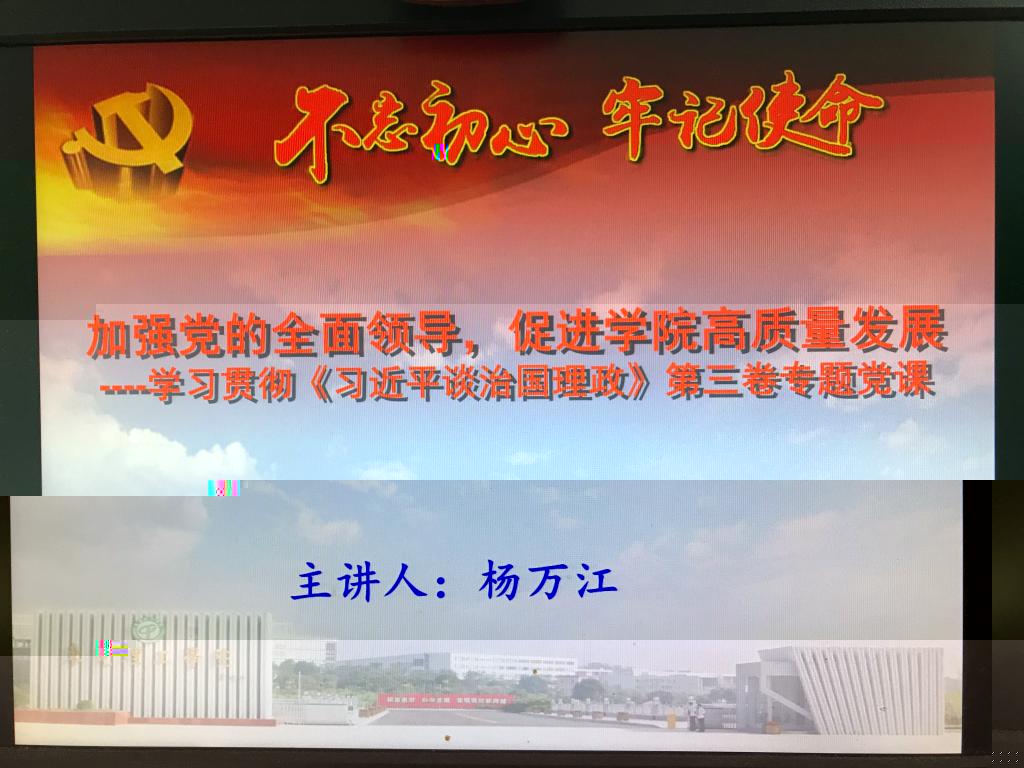 不忘初心 牢记使命
加强党的全面领导，促进学院高质量发展
----学习贯彻《习近平谈治国理政》第三卷专题党课
主讲人：杨万江